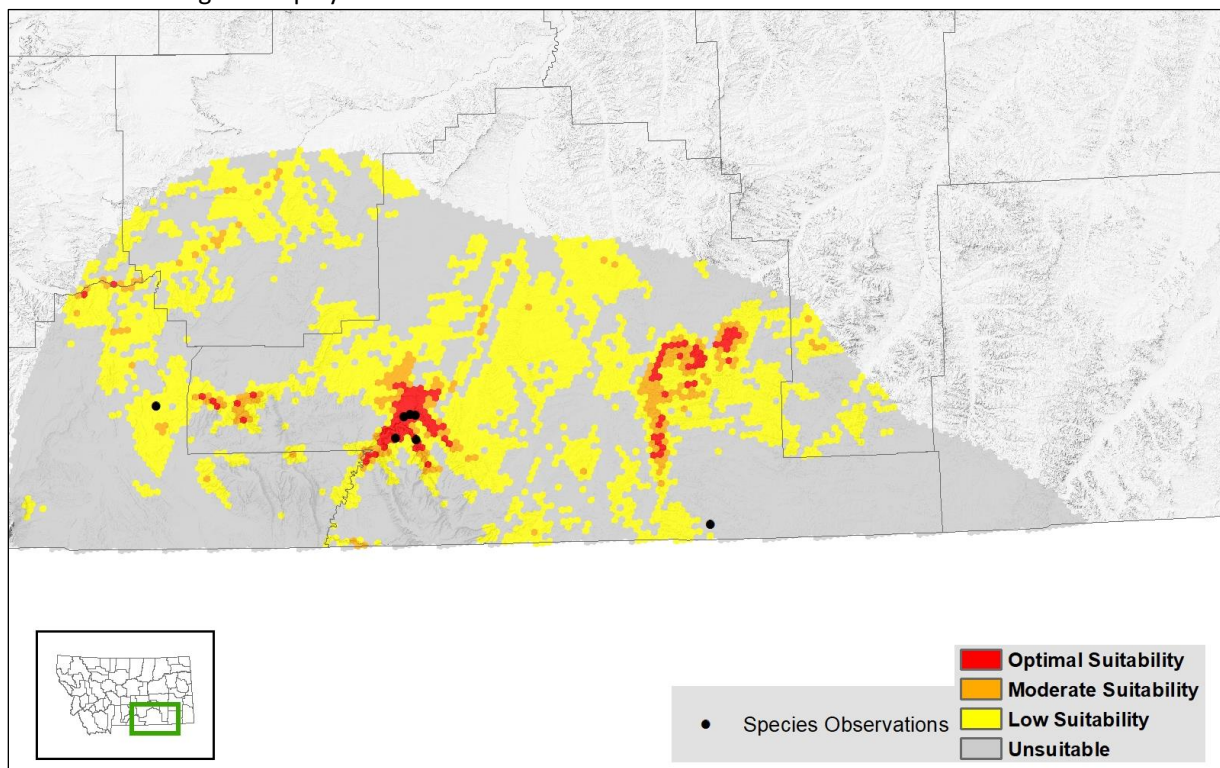 Optimal Suitability
Moderate Suitability
Low Suitability
Unsuitable
Species Observations